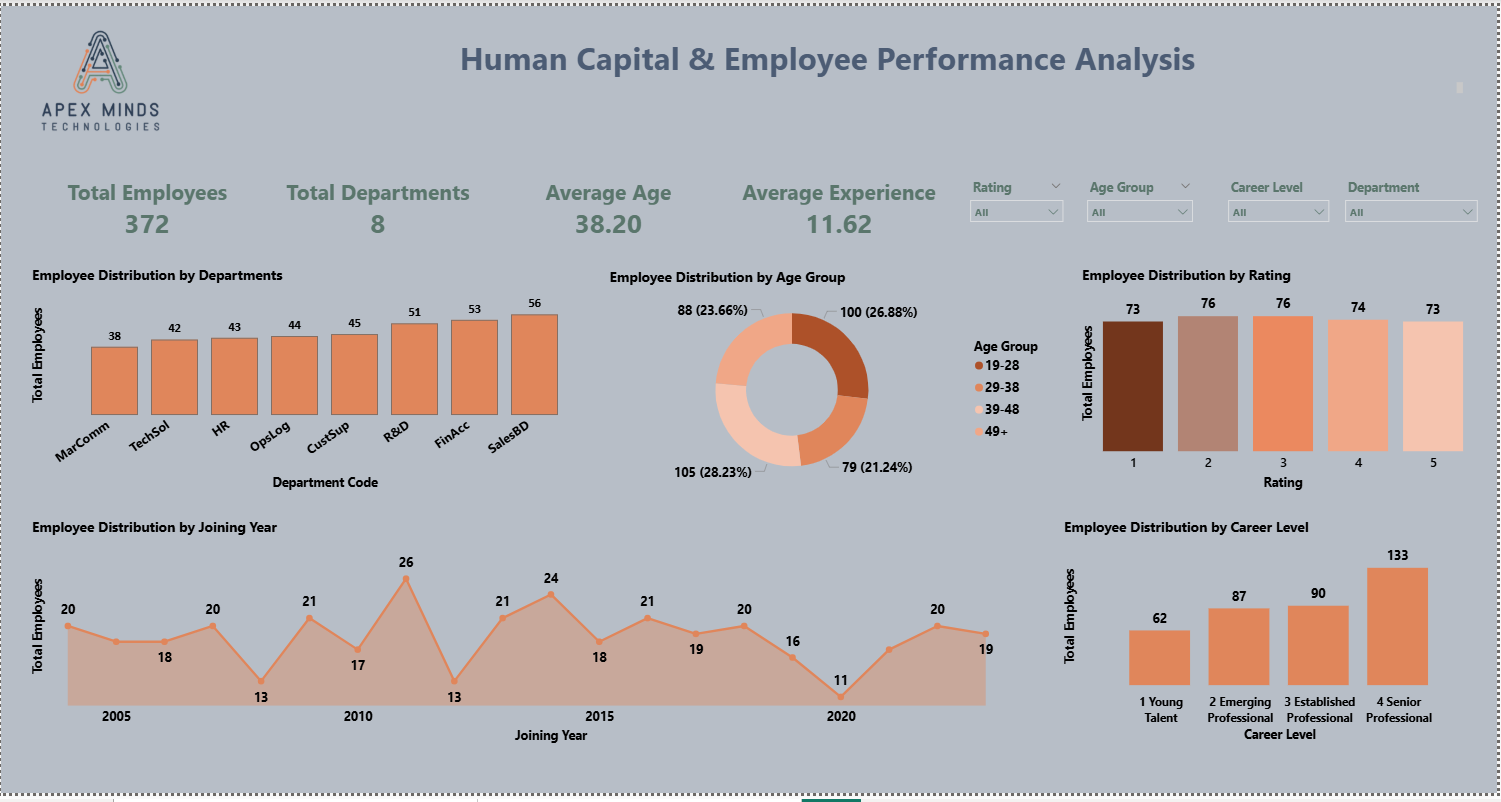 APEX MINDS
TECHNOLOGIES
Human Capital & Employee Performance Analysis
Total Employees
372
Total Departments
8
Average Age
38.20
Average Experience
11.62
Rating
All
Age Group
All
Career Level
All
Department
All
Employee Distribution by Departments
Total Employees
38
42
43
44
45
51
53
56
MarComm
TechSol
HR
OpsLog
CustSup
R&D
FinAcc
SalesBD
Department Code
Employee Distribution by Age Group
88 (23.66%)
100 (26.88%)
105 (28.23%)
79 (21.24%)
Age Group
19-28
29-38
39-48
49+
Employee Distribution by Rating
Total Employees
73
76
76
74
73
1
2
3
4
5
Rating
Employee Distribution by Joining Year
Total Employees
20
18
20
13
21
17
26
13
21
24
18
21
19
20
16
11
20
19
2005
2010
2015
2020
Joining Year
Employee Distribution by Career Level
Total Employees
62
87
90
133
1 Young
Talent
2 Emerging
Professional
3 Established
Professional
4 Senior
Professional
Career Level